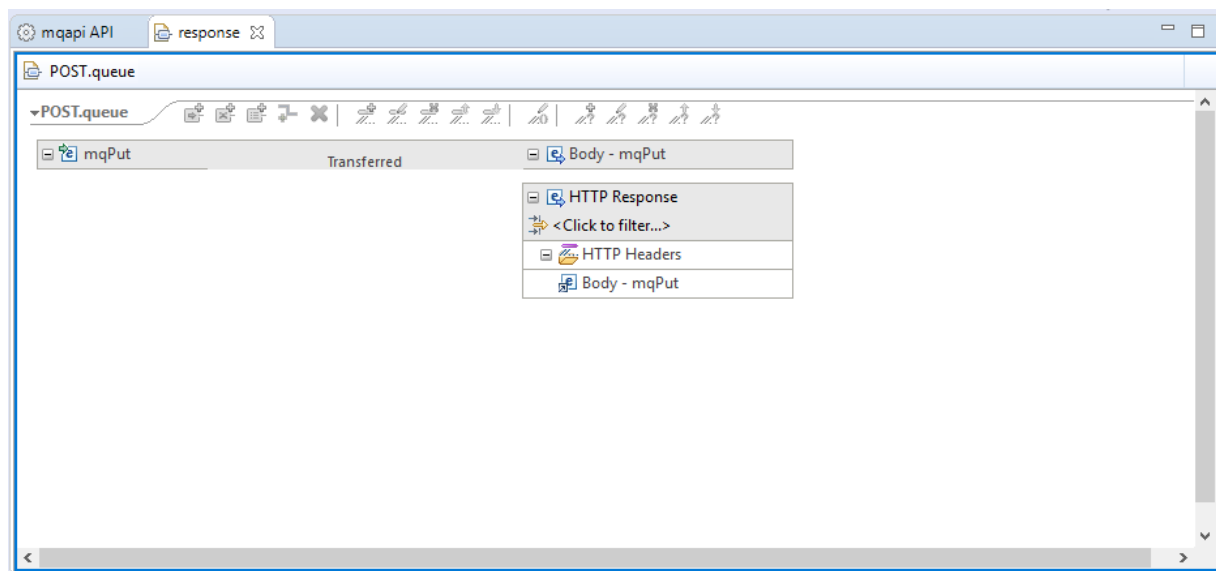 mqapi API response
POST.queue
POST.queue
mqPut Transferred Body - mqPut
HTTP Response
<Click to filter...>
HTTP Headers
Body - mqPut